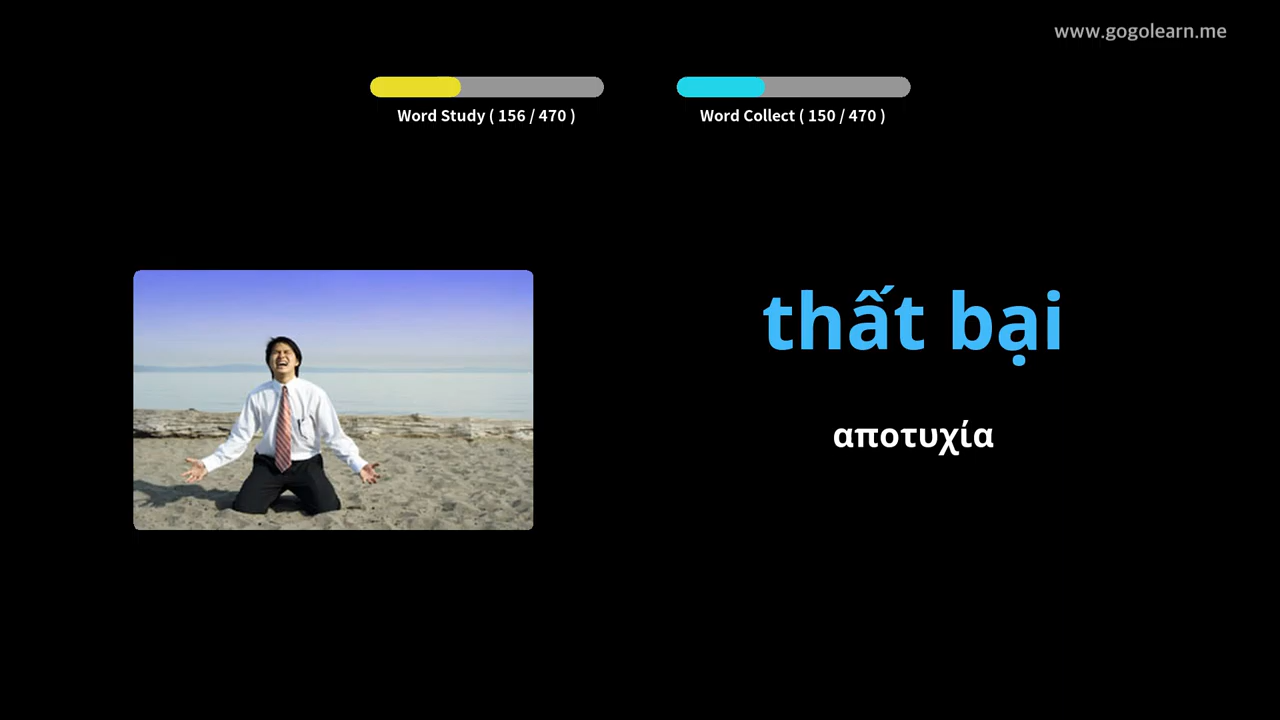 www.gogolearn.me
Word Study ( 156 / 470 )
Word Collect ( 150 / 470 )
thất bại
αποτυχία